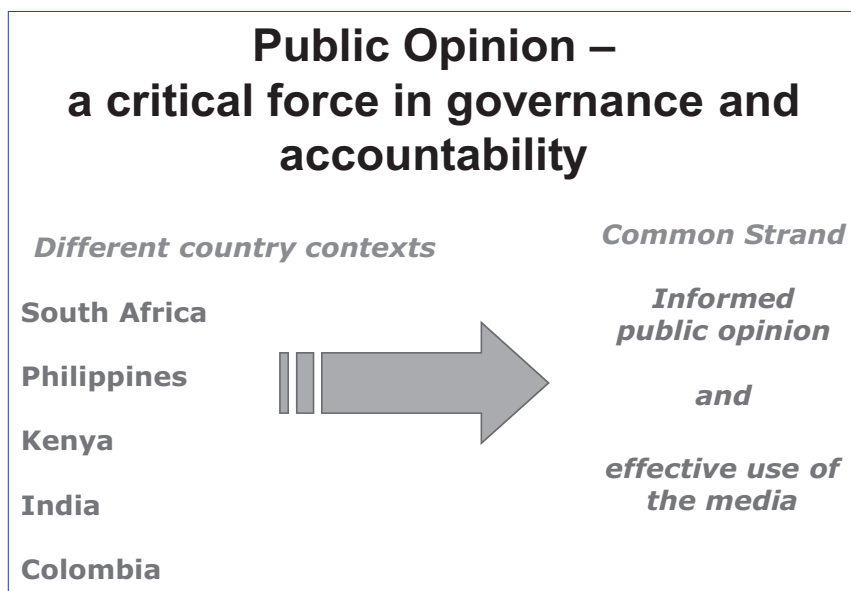 Public Opinion –
a critical force in governance and
accountability
Different country contexts
South Africa
Philippines
Kenya
India
Colombia
Common Strand
Informed
public opinion
and
effective use of
the media